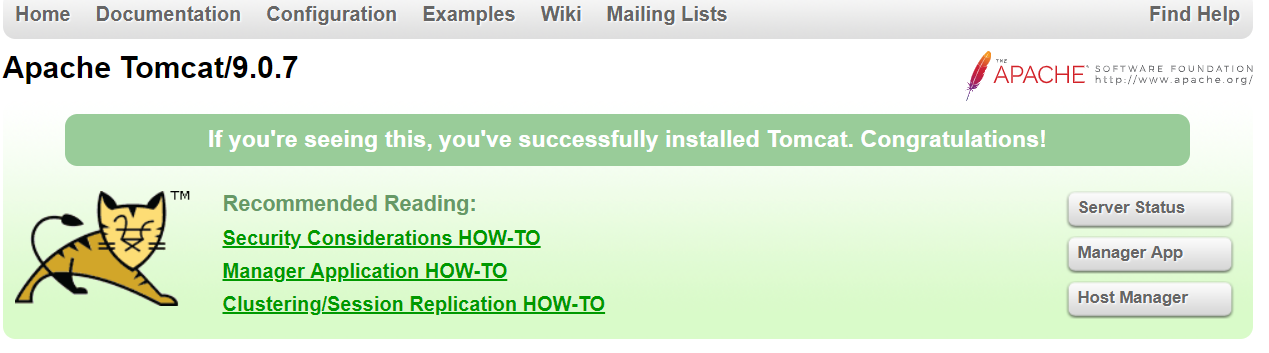 Home Documentation Configuration Examples Wiki Mailing Lists Find Help
Apache Tomcat/9.0.7
THE APACHE® SOFTWARE FOUNDATION
http://www.apache.org/
If you're seeing this, you've successfully installed Tomcat. Congratulations!
TM
Recommended Reading:
Security Considerations HOW-TO
Manager Application HOW-TO
Clustering/Session Replication HOW-TO
Server Status
Manager App
Host Manager